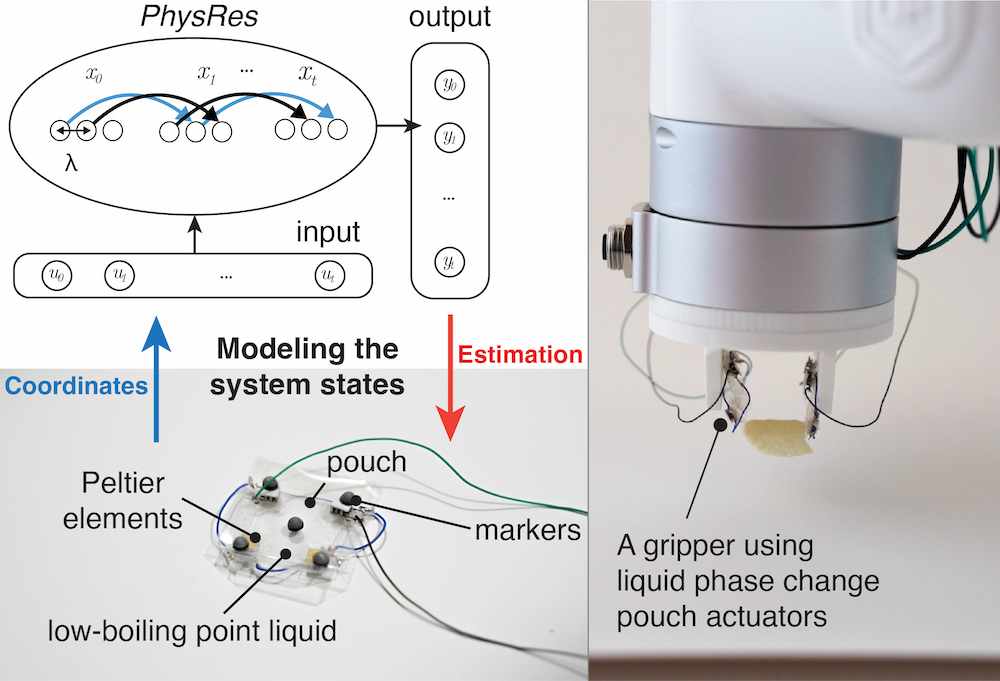 PhysRes
output
x0
x1
...
xt
λ
y0
y1
...
yt
input
u0
u1
...
ut
Coordinates
Modeling the
system states
Estimation
Peltier
elements
pouch
markers
low-boiling point liquid
A gripper using
liquid phase change
pouch actuators